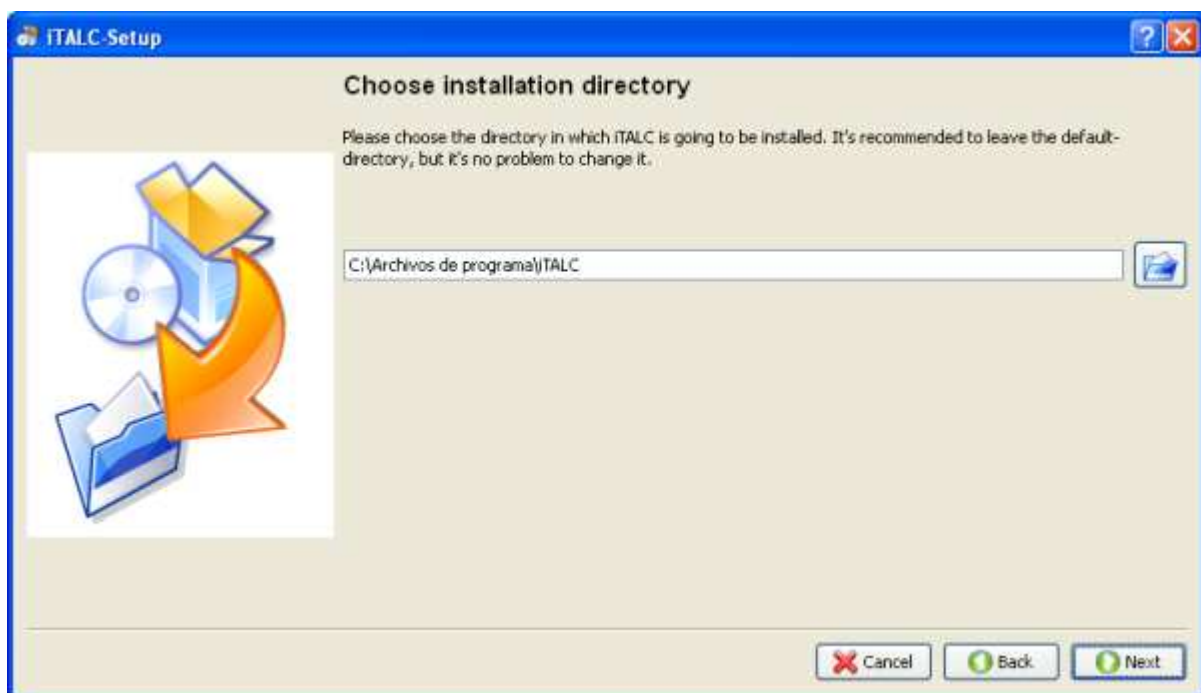 iTALC-Setup
Choose installation directory
Please choose the directory in which iTALC is going to be installed. It's recommended to leave the default-
directory, but it's no problem to change it.
C:\Archivos de programa\iTALC
Cancel Back Next